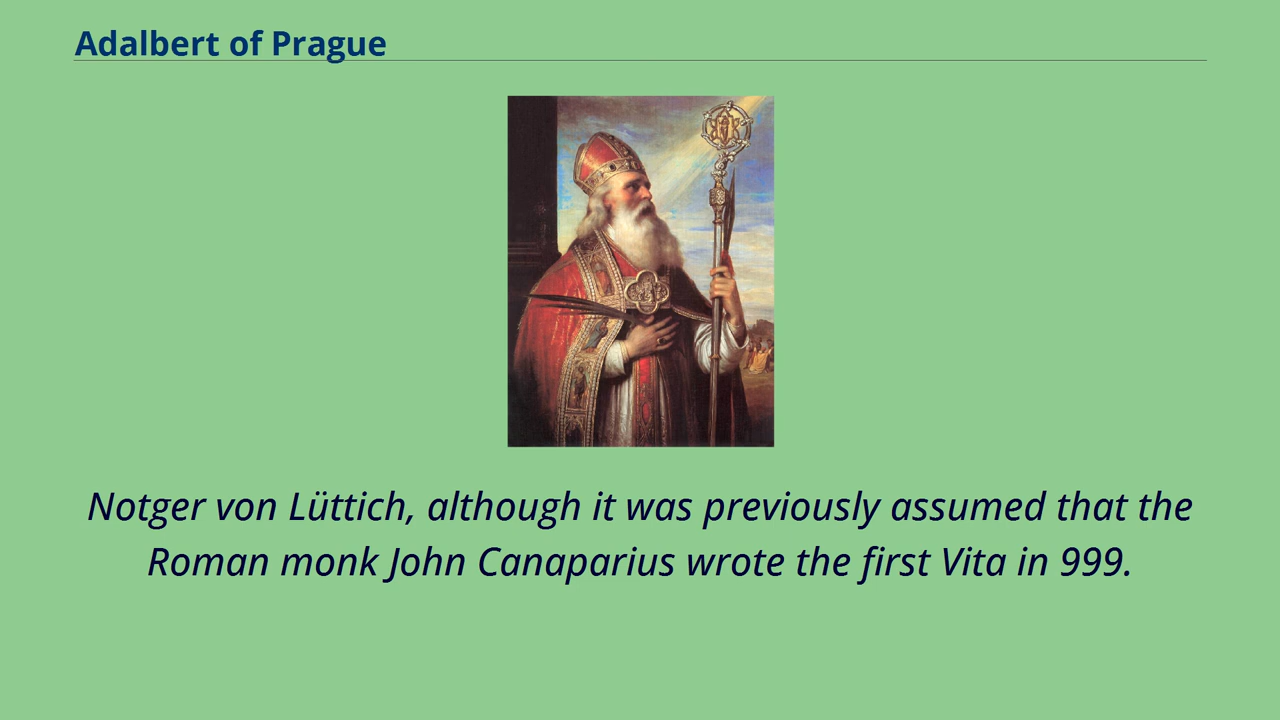 Adalbert of Prague
Notger von Lüttich, although it was previously assumed that the
Roman monk John Canaparius wrote the first Vita in 999.